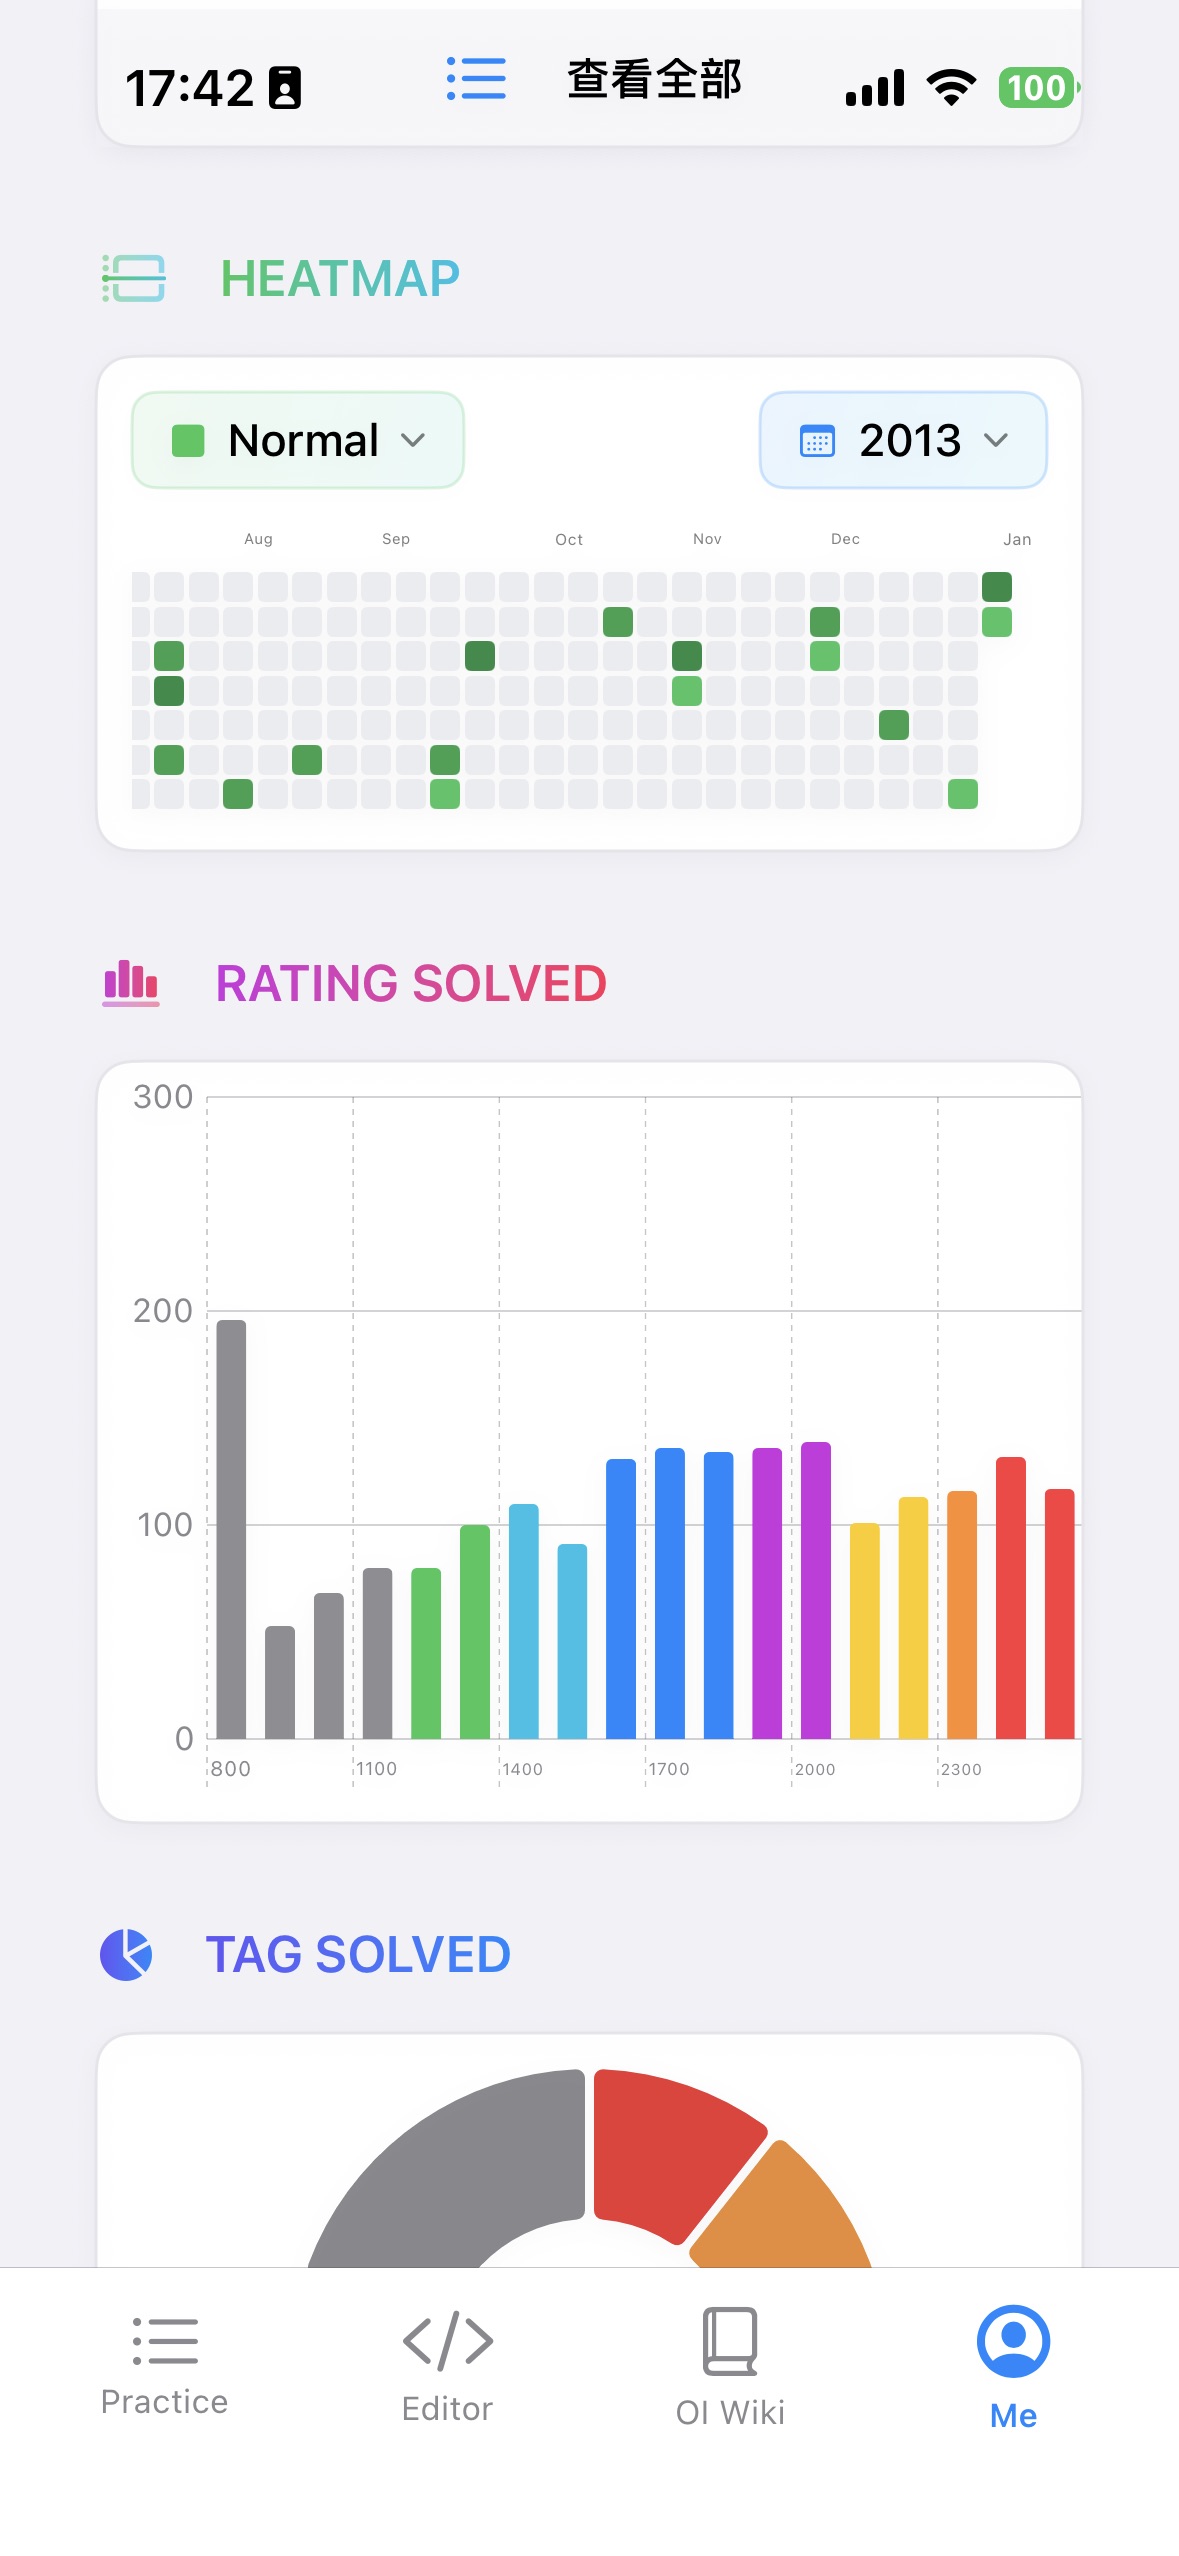 17:42
查看全部
100
HEATMAP
Normal
2013
Aug Sep Oct Nov Dec Jan
RATING SOLVED
300
200
100
0
800 1100 1400 1700 2000 2300
TAG SOLVED
Practice
Editor
OI Wiki
Me